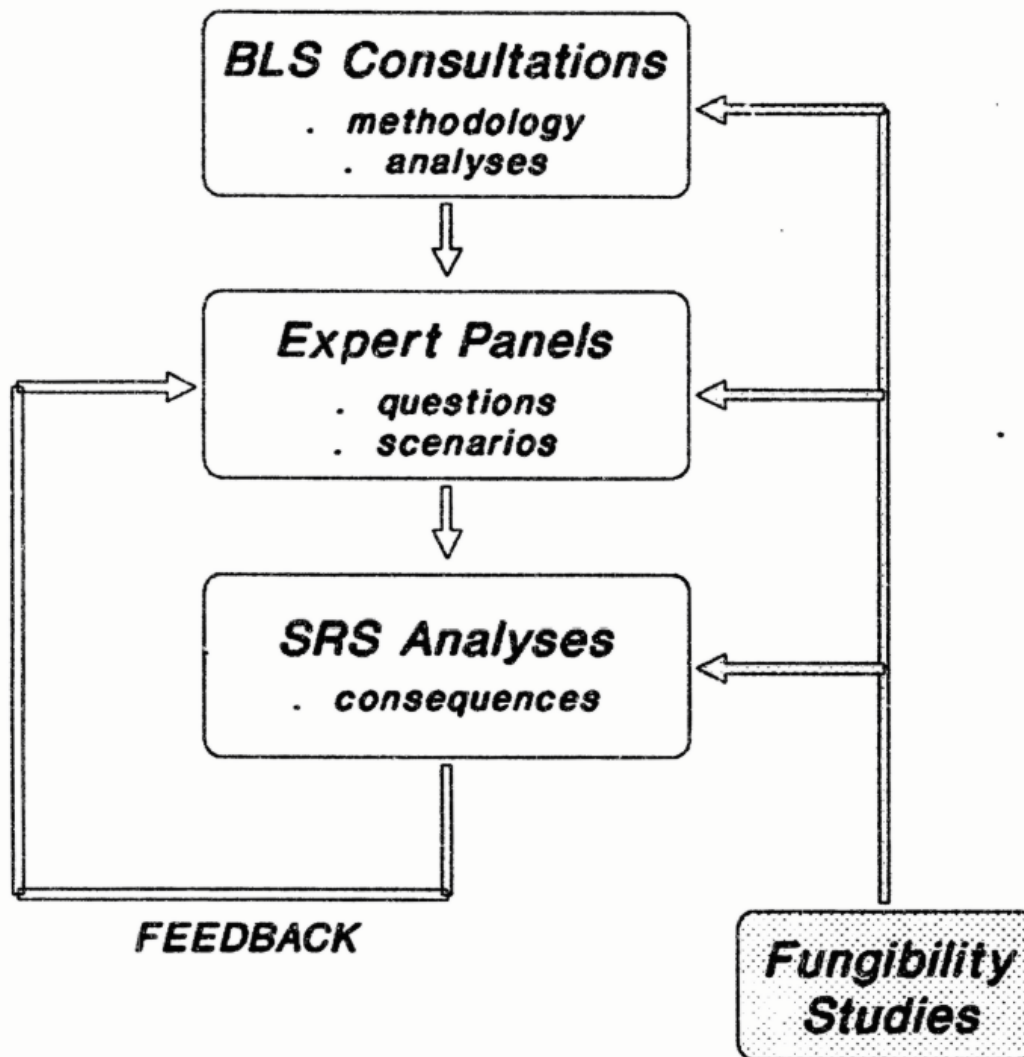 BLS Consultations
. methodology
. analyses
Expert Panels
. questions
. scenarios
SRS Analyses
. consequences
FEEDBACK
Fungibility
Studies